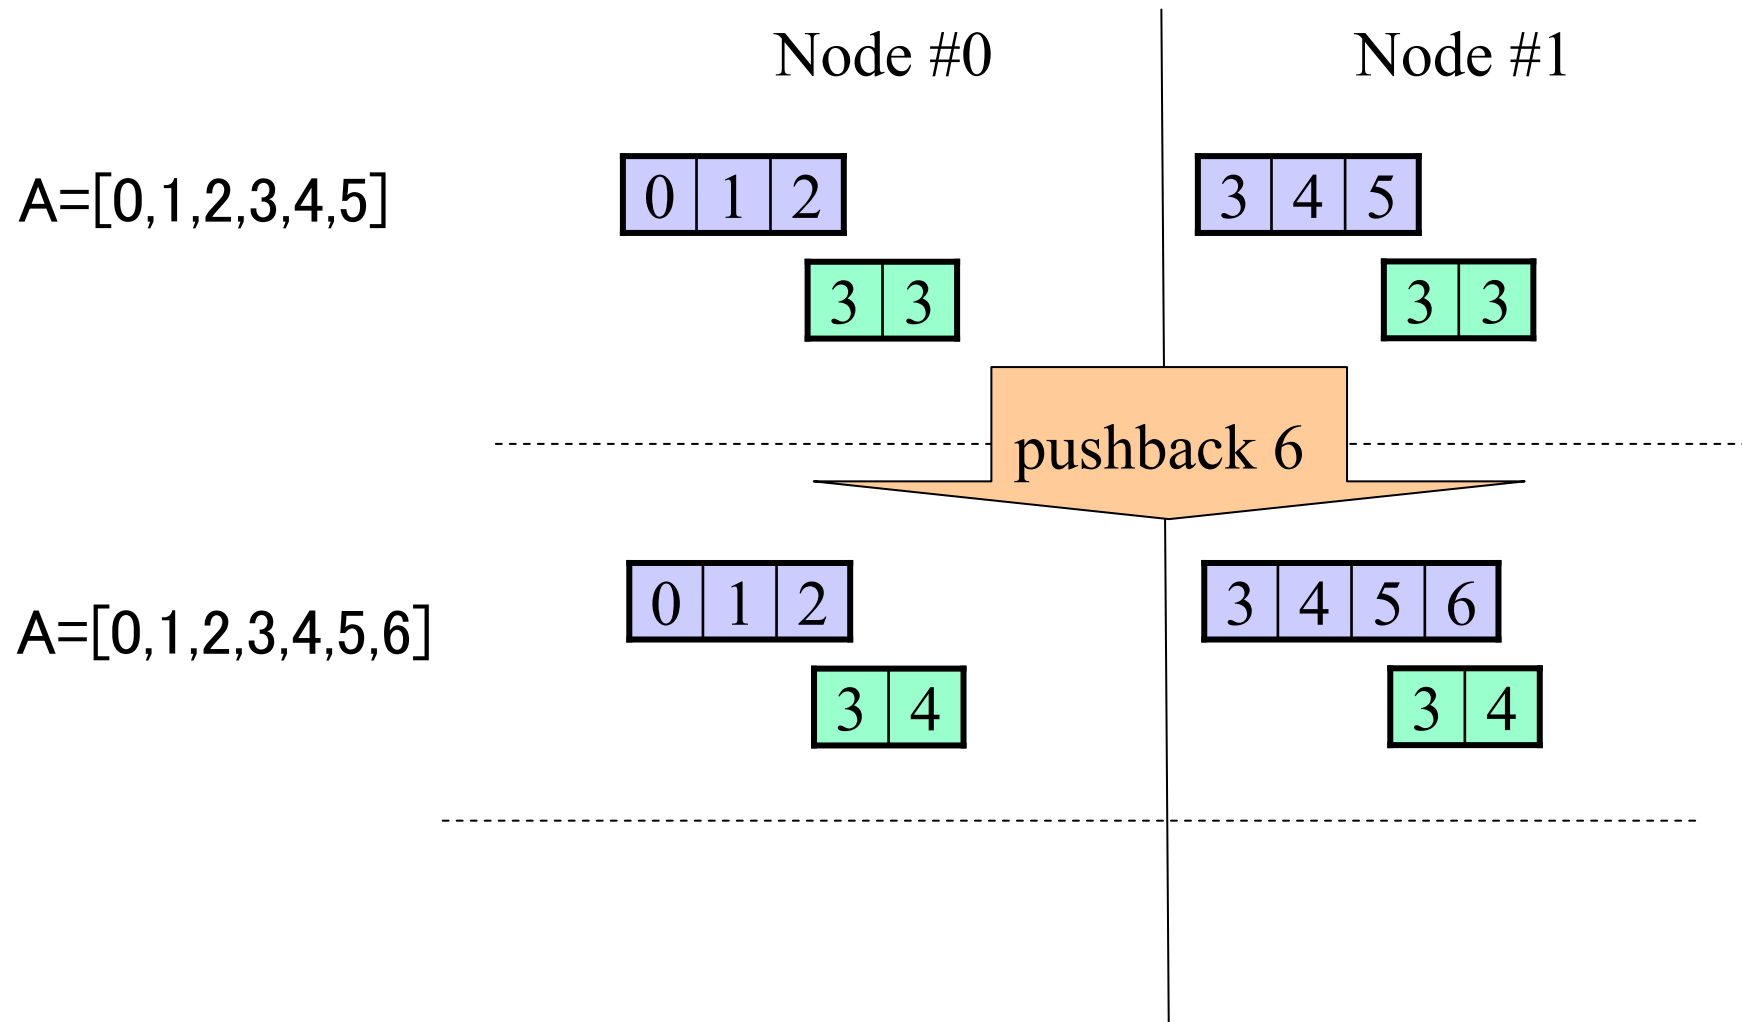 Node #0 Node #1
A=[0,1,2,3,4,5] 0 1 2 3 4 5
3 3 3 3
pushback 6
A=[0,1,2,3,4,5,6] 0 1 2 3 4 5 6
3 4 3 4